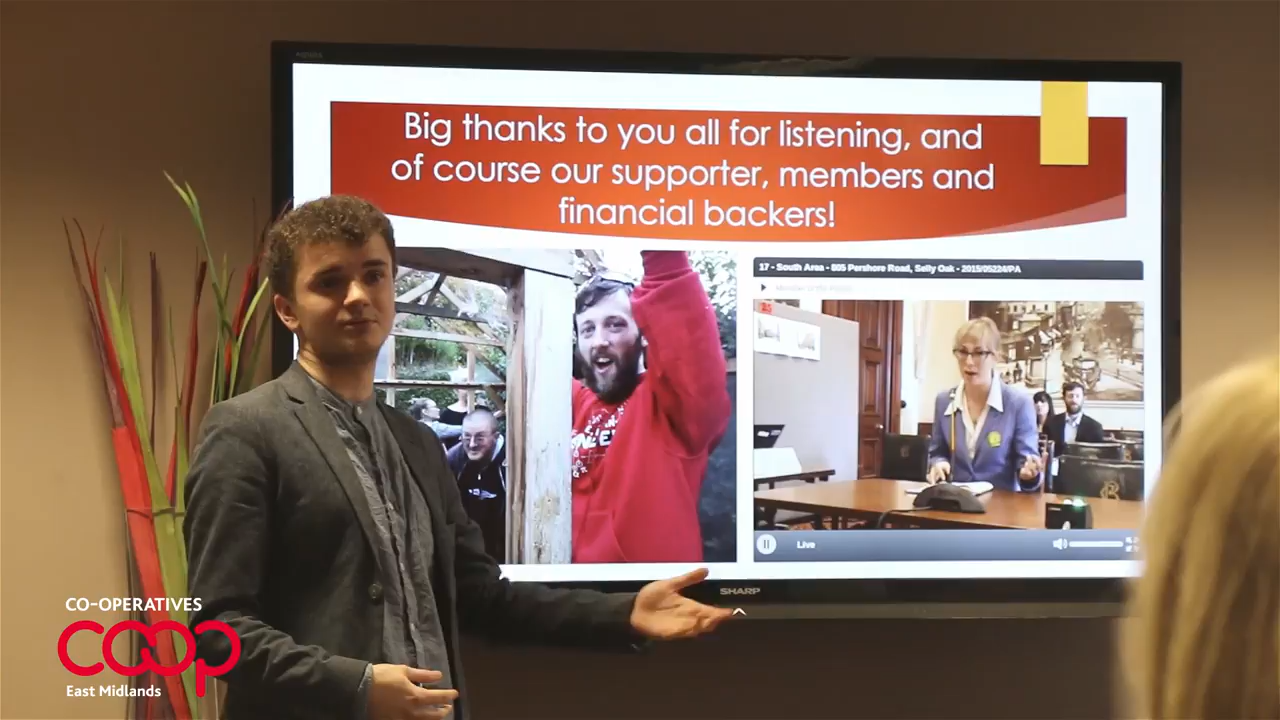 Big thanks to you all for listening, and
of course our supporter, members and
financial backers!
17 - South Area - 805 Pershore Road, Selly Oak - 2015/05224/PA
Live
SHARP
CO-OPERATIVES
coop
East Midlands